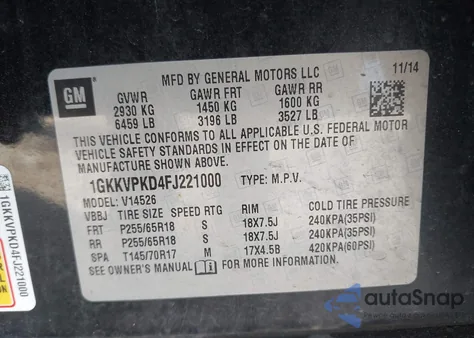 MFD BY GENERAL MOTORS LLC 11/14
GM
GVWR GAWR FRT GAWR RR
2930 KG 1450 KG 1600 KG
6459 LB 3196 LB 3527 LB
THIS VEHICLE CONFORMS TO ALL APPLICABLE U.S. FEDERAL MOTOR
VEHICLE SAFETY, BUMPER, AND THEFT PREVENTION
STANDARDS IN EFFECT ON THE DATE OF
MANUFACTURE SHOWN ABOVE.
1GKKVPKD4FJ221000 TYPE: M.P.V.
MODEL: V14526
VBBJ TIRE SIZE SPEED RTG RIM COLD TIRE PRESSURE
FRT P255/65R18 S 18X7.5J 240KPA(35PSI)
RR P255/65R18 S 18X7.5J 240KPA(35PSI)
SPA T145/70R17 M 17X4.5B 420KPA(60PSI)
SEE OWNER'S MANUAL FOR MORE INFORMATION.
1GKKVPKD4FJ221000
autoSnap